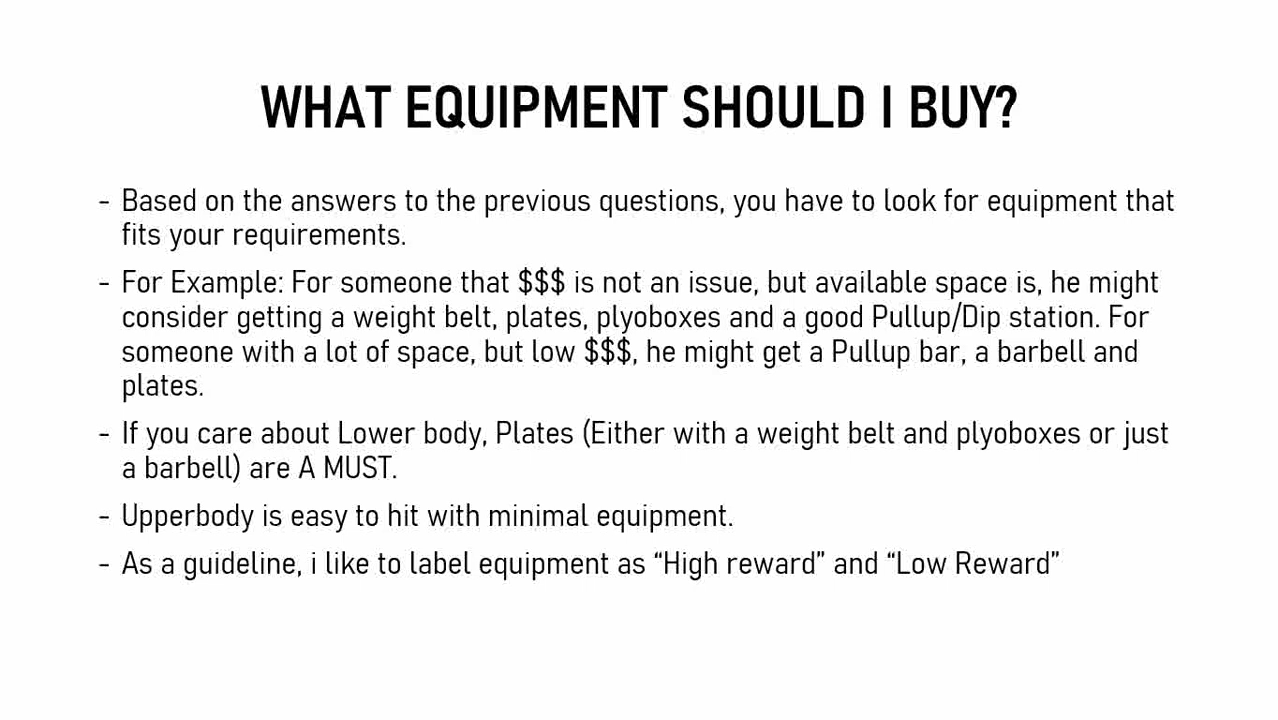 WHAT EQUIPMENT SHOULD I BUY?
- Based on the answers to the previous questions, you have to look for equipment that
fits your requirements.
- For Example: For someone that $$$ is not an issue, but available space is, he might
consider getting a weight belt, plates, plyoboxes and a good Pullup/Dip station. For
someone with a lot of space, but low $$$, he might get a Pullup bar, a barbell and
plates.
- If you care about Lower body, Plates (Either with a weight belt and plyoboxes or just
a barbell) are A MUST.
- Upperbody is easy to hit with minimal equipment.
- As a guideline, i like to label equipment as “High reward” and “Low Reward”